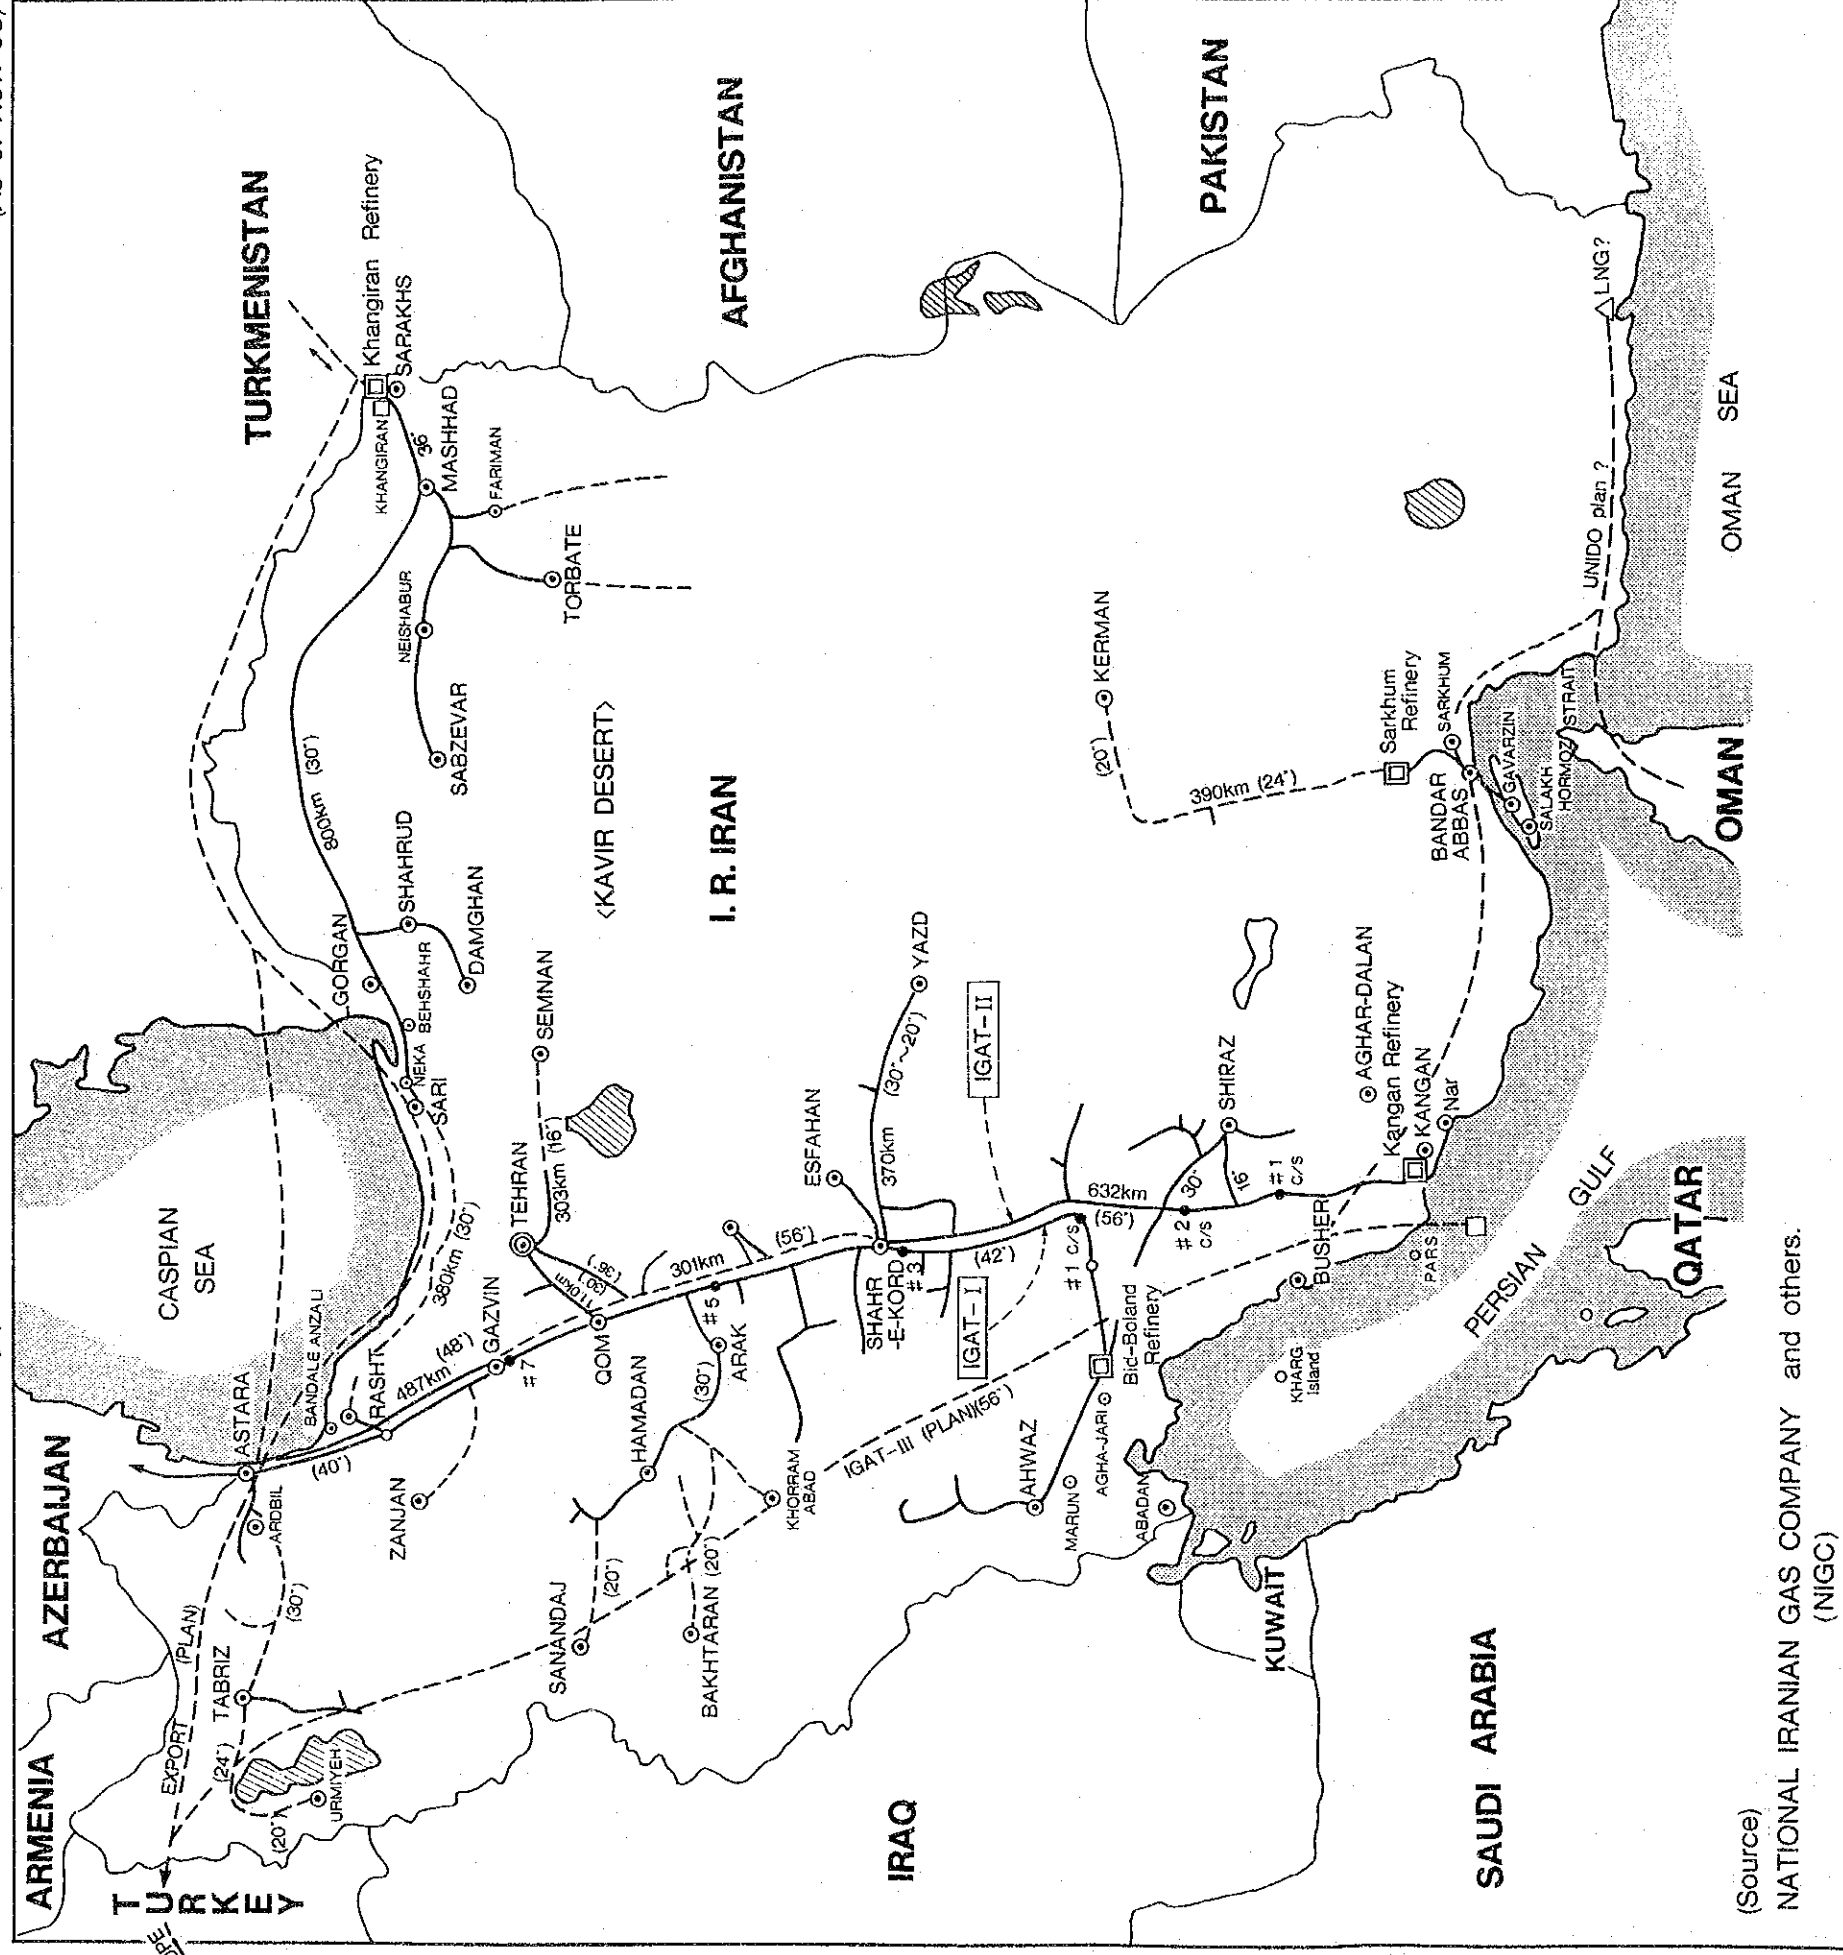 TURKMENISTAN
AZERBAIJAN
ARMENIA
TURKEY
CASPIAN
SEA
AFGHANISTAN
PAKISTAN
I. R. IRAN
<KAVIR DESERT>
IRAQ
KUWAIT
SAUDI ARABIA
QATAR
OMAN
PERSIAN
GULF
OMAN SEA
HORMOZ STRAIT
Khangiran Refinery
SARAKHS
KHANGIRAN
36"
MASHHAD
FARIMAN
NEISHABUR
TORBATE
SABZEVAR
800km (30")
SHAHRUD
DAMGHAN
GORGAN
BEHSHAHR
NEKA
SARI
SEMNAN
303km (16")
TEHRAN
380km (30")
BANDALE ANZALI
RASHT
ASTARA
ARDBIL
(40")
487km (48")
GAZVIN
#7
ZANJAN
110km
(30")
(36")
QOM
301km
(56")
#5
ARAK
(30")
HAMADAN
KHORRAM
ABAD
SANANDAJ
(20")
BAKHTARAN (20")
EXPORT (PLAN)
TABRIZ
(30")
(24")
(20")
URMIYEH
ESFAHAN
370km (30"~20")
YAZD
SHAHR
-E-KORD
#3
(42")
IGAT-II
IGAT-I
IGAT-III (PLAN)(56")
632km
(56")
#1 c/s
#2
c/s
30"
16"
#1
c/s
SHIRAZ
Bid-Boland
Refinery
AHWAZ
AGHA-JARI
MARUN
ABADAN
BUSHER
PARS
KHARG
Island
AGHAR-DALAN
Kangan Refinery
KANGAN
Nar
KERMAN
(20")
390km (24")
Sarkhum
Refinery
SARKHUM
BANDAR
ABBAS
GAVARZIN
SALAKH
UNIDO plan ?
LNG?
(Source)
NATIONAL IRANIAN GAS COMPANY and others.
(NIGC)